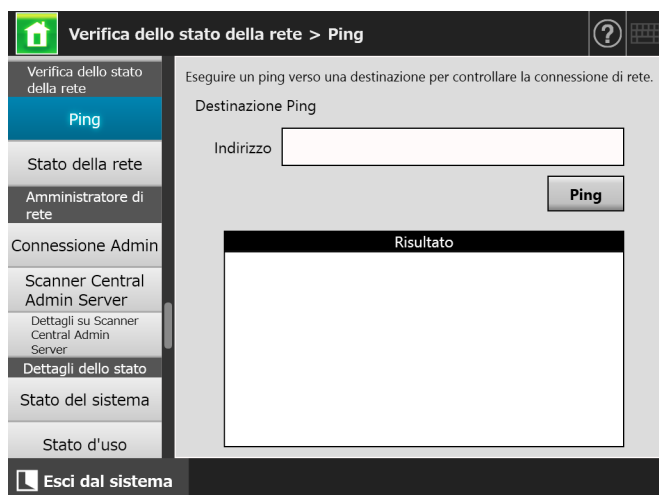 Verifica dello stato della rete > Ping
?
Verifica dello stato
della rete
Ping
Stato della rete
Amministratore di
rete
Connessione Admin
Scanner Central
Admin Server
Dettagli su Scanner
Central Admin
Server
Dettagli dello stato
Stato del sistema
Stato d'uso
Eseguire un ping verso una destinazione per controllare la connessione di rete.
Destinazione Ping
Indirizzo
Ping
Risultato
Esci dal sistema